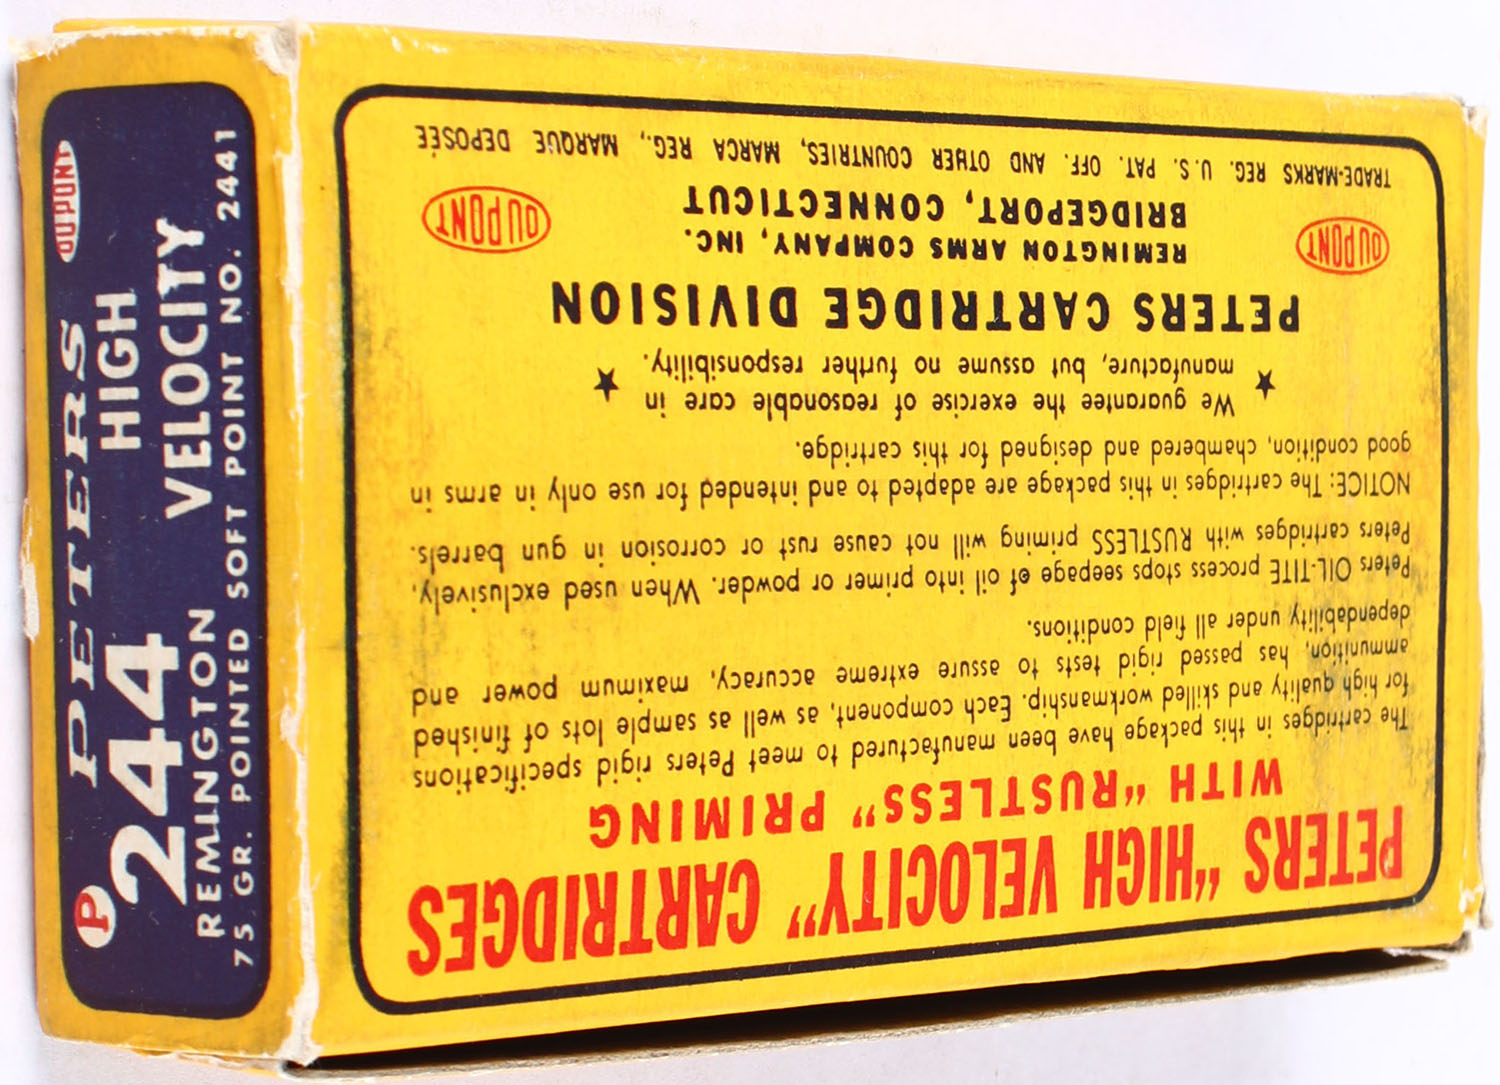 DUPONT
PETERS
HIGH
P 244 VELOCITY
REMINGTON
75 GR. POINTED SOFT POINT NO. 2441
PETERS "HIGH VELOCITY" CARTRIDGES
WITH "RUSTLESS" PRIMING
The cartridges in this package have been manufactured to meet Peters rigid specifications
for high quality and skilled workmanship. Each component, as well as sample lots of finished
ammunition, has passed rigid tests to assure extreme accuracy, maximum power and
dependability under all field conditions.
Peters OIL-TITE process stops seepage of oil into primer or powder. When used exclusively,
Peters cartridges with RUSTLESS priming will not cause rust or corrosion in gun barrels.
NOTICE: The cartridges in this package are adapted to and intended for use only in arms in
good condition, chambered and designed for this cartridge.
We guarantee the exercise of reasonable care in
manufacture, but assume no further responsibility.
PETERS CARTRIDGE DIVISION
REMINGTON ARMS COMPANY, INC.
BRIDGEPORT, CONNECTICUT
DUPONT
DUPONT
TRADE-MARKS REG. U.S. PAT. OFF. AND OTHER COUNTRIES, MARCA REG., MARQUE DEPOSÉE